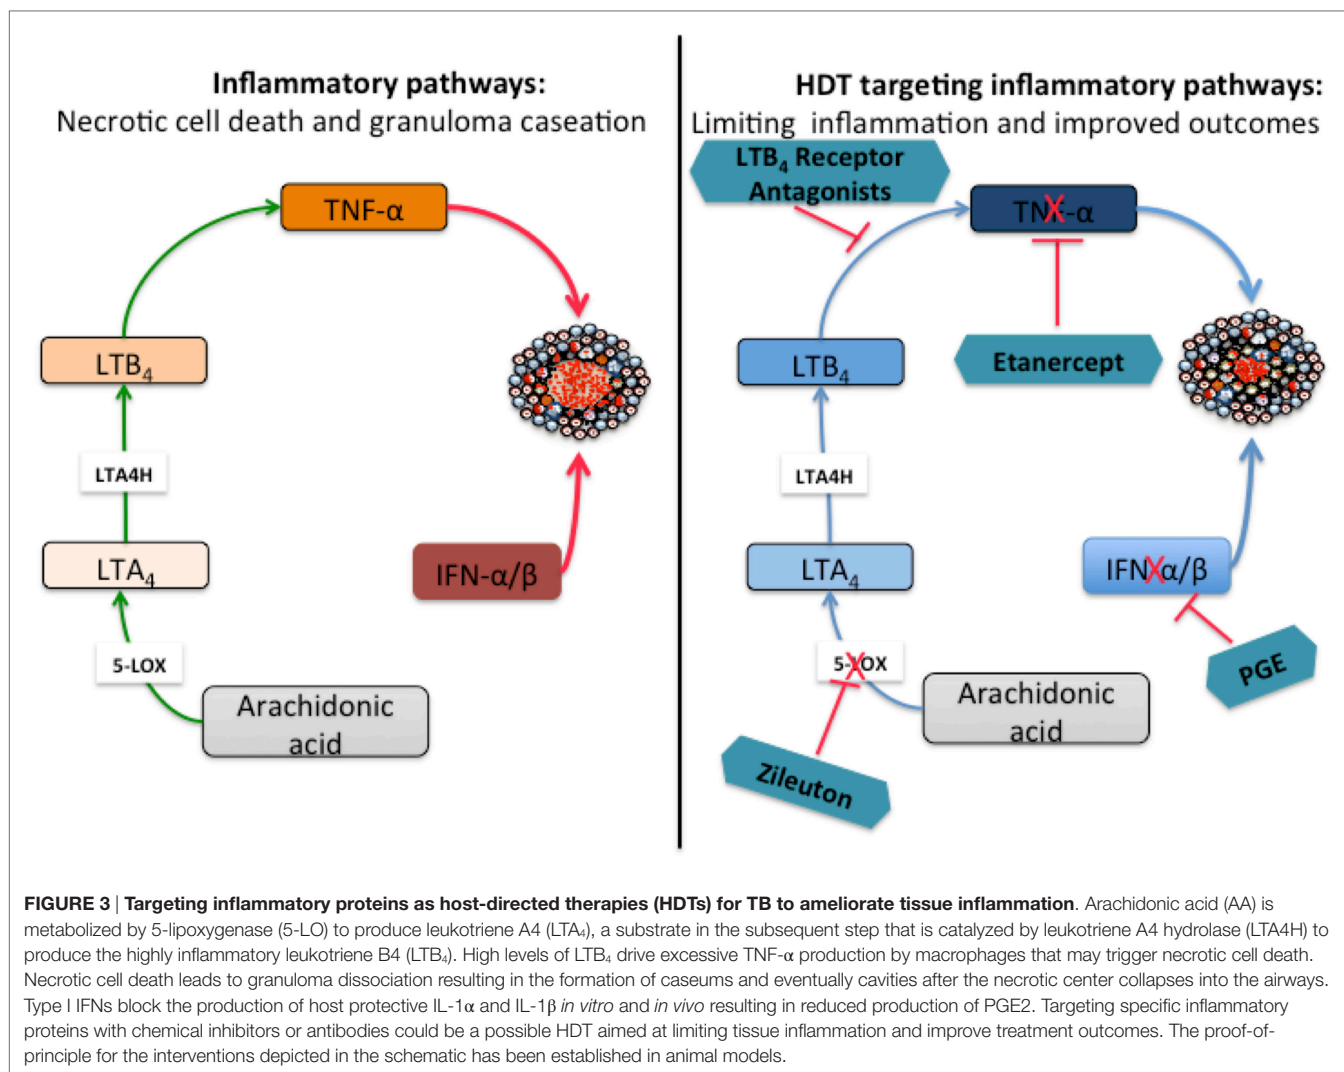 Inflammatory pathways:
Necrotic cell death and granuloma caseation
TNF-α
LTB₄
LTA4H
LTA₄
IFN-α/β
5-LOX
Arachidonic
acid
HDT targeting inflammatory pathways:
Limiting inflammation and improved outcomes
LTB₄ Receptor
Antagonists
TNF-α
Etanercept
LTB₄
LTA4H
LTA₄
IFN-α/β
5-LOX
PGE
Arachidonic
acid
Zileuton
FIGURE 3 | Targeting inflammatory proteins as host-directed therapies (HDTs) for TB to ameliorate tissue inflammation. Arachidonic acid (AA) is
metabolized by 5-lipoxygenase (5-LO) to produce leukotriene A4 (LTA₄), a substrate in the subsequent step that is catalyzed by leukotriene A4 hydrolase (LTA4H) to
produce the highly inflammatory leukotriene B4 (LTB₄). High levels of LTB₄ drive excessive TNF-α production by macrophages that may trigger necrotic cell death.
Necrotic cell death leads to granuloma dissociation resulting in the formation of caseums and eventually cavities after the necrotic center collapses into the airways.
Type I IFNs block the production of host protective IL-1α and IL-1β in vitro and in vivo resulting in reduced production of PGE2. Targeting specific inflammatory
proteins with chemical inhibitors or antibodies could be a possible HDT aimed at limiting tissue inflammation and improve treatment outcomes. The proof-of-
principle for the interventions depicted in the schematic has been established in animal models.